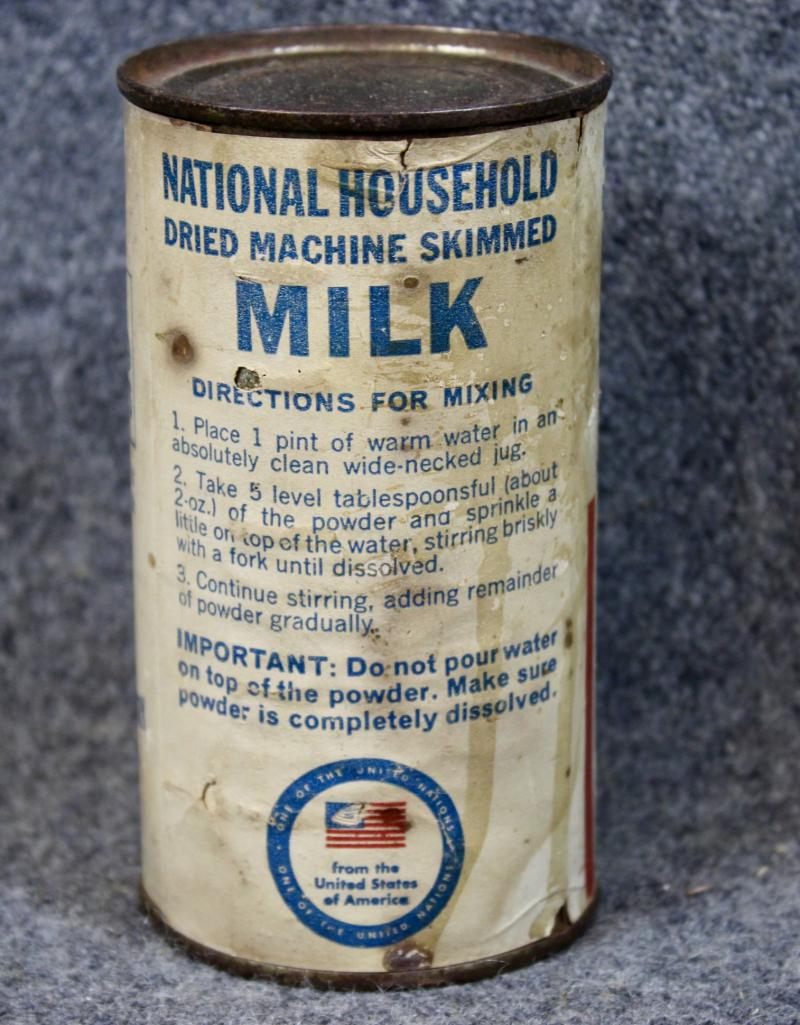 NATIONAL HOUSEHOLD
DRIED MACHINE SKIMMED
MILK
DIRECTIONS FOR MIXING
1. Place 1 pint of warm water in an
absolutely clean wide-necked jug.
2. Take 5 level tablespoonsful (about
2-oz.) of the powder and sprinkle a
little on top of the water, stirring briskly
with a fork until dissolved.
3. Continue stirring, adding remainder
of powder gradually.
IMPORTANT: Do not pour water
on top of the powder. Make sure
powder is completely dissolved.
ONE OF THE UNITED NATIONS
from the
United States
of America
ONE OF THE UNITED NATIONS